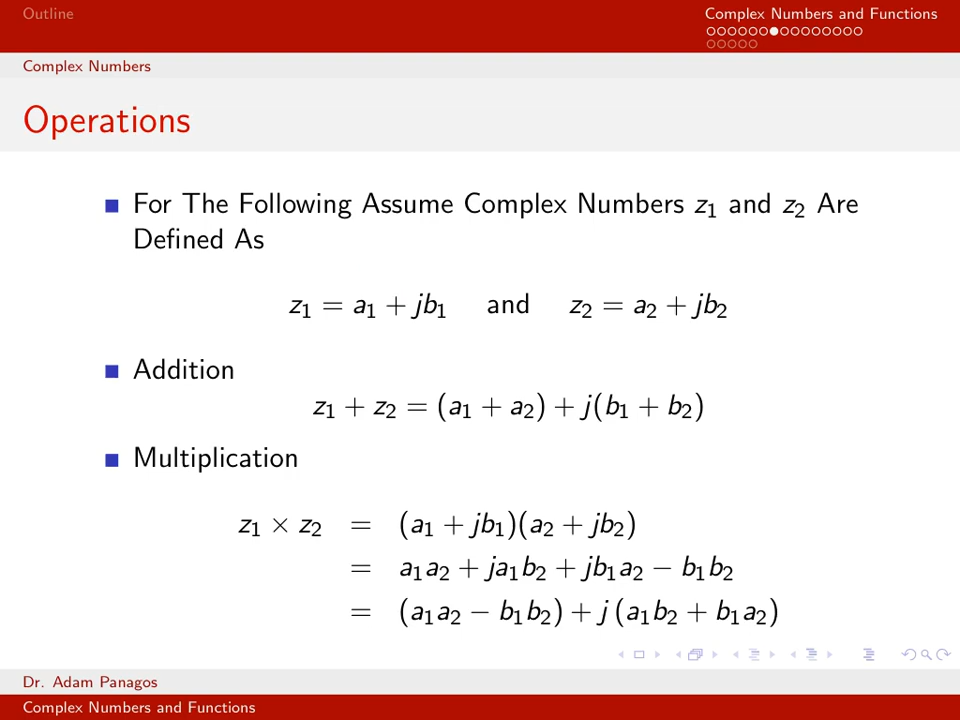 Outline
Complex Numbers and Functions
Complex Numbers
Operations
For The Following Assume Complex Numbers z₁ and z₂ Are
Defined As
z₁ = a₁ + jb₁ and z₂ = a₂ + jb₂
Addition
z₁ + z₂ = (a₁ + a₂) + j(b₁ + b₂)
Multiplication
z₁ × z₂ = (a₁ + jb₁)(a₂ + jb₂)
= a₁a₂ + ja₁b₂ + jb₁a₂ − b₁b₂
= (a₁a₂ − b₁b₂) + j (a₁b₂ + b₁a₂)
Dr. Adam Panagos
Complex Numbers and Functions